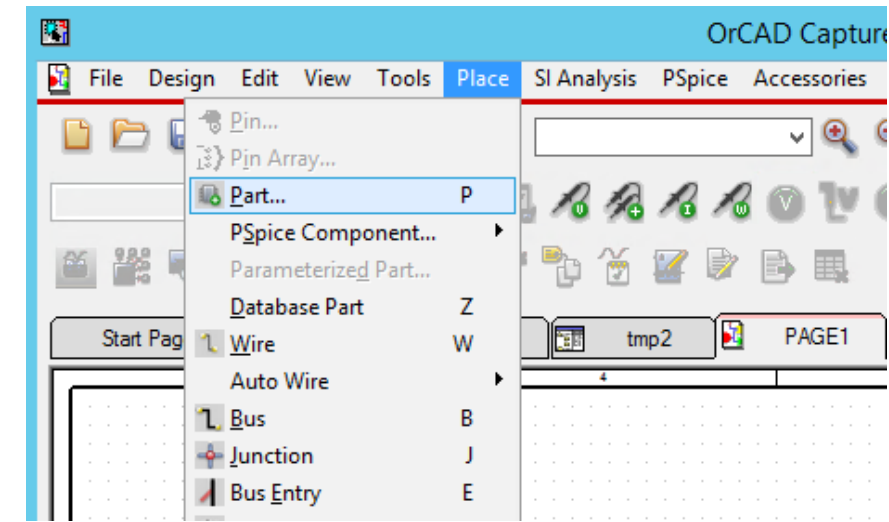 OrCAD Capture
File Design Edit View Tools Place SI Analysis PSpice Accessories
Pin...
Pin Array...
Part... P
PSpice Component...
Parameterized Part...
Database Part Z
Start Pag
Wire W
tmp2
PAGE1
Auto Wire
4
Bus B
Junction J
Bus Entry E